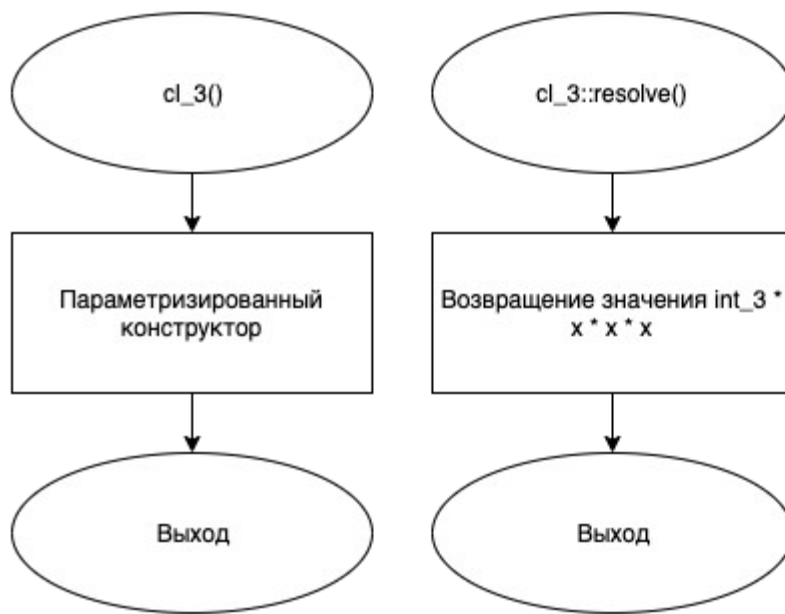 cl_3()
Параметризированный
конструктор
Выход
cl_3::resolve()
Возвращение значения int_3 *
x * x * x
Выход